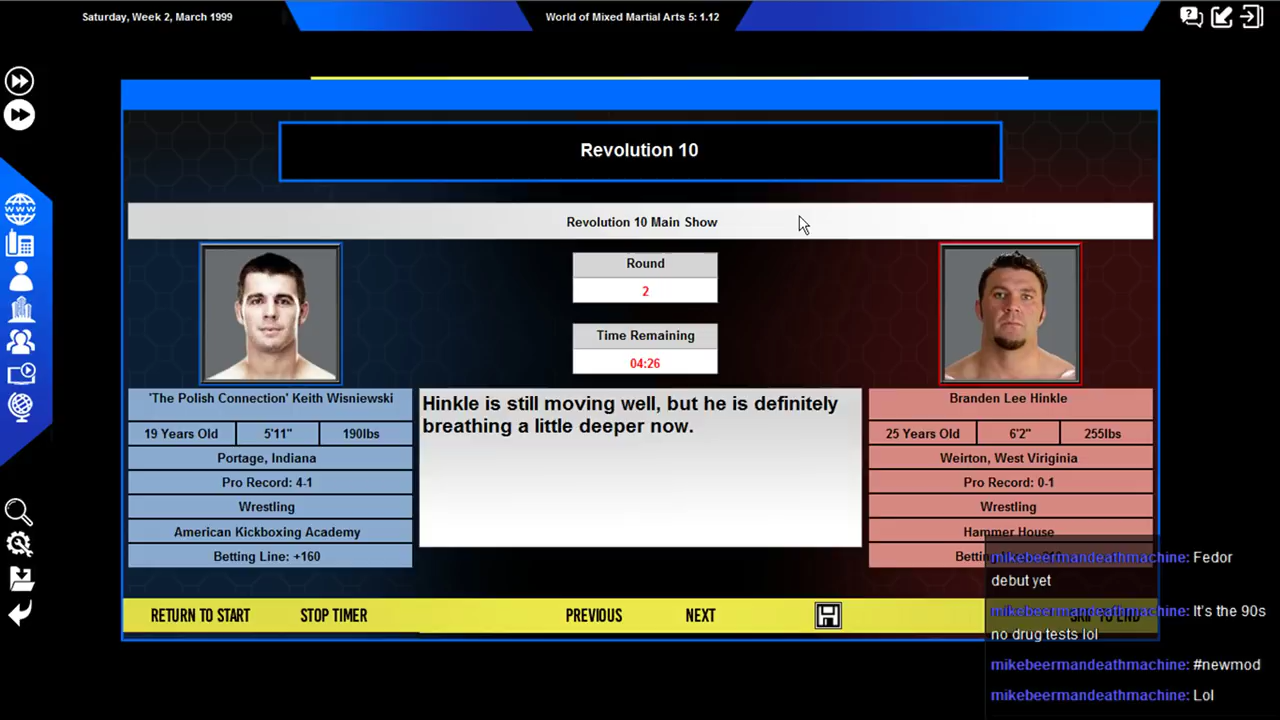 Saturday, Week 2, March 1999
World of Mixed Martial Arts 5: 1.12
Revolution 10
Revolution 10 Main Show
Round
2
Time Remaining
04:26
'The Polish Connection' Keith Wisniewski
19 Years Old 5'11" 190lbs
Portage, Indiana
Pro Record: 4-1
Wrestling
American Kickboxing Academy
Betting Line: +160
Hinkle is still moving well, but he is definitely
breathing a little deeper now.
Branden Lee Hinkle
25 Years Old 6'2" 255lbs
Weirton, West Viriginia
Pro Record: 0-1
Wrestling
Hammer House
mikebeermandeathmachine: Fedor
debut yet
mikebeermandeathmachine: It's the 90s
no drug tests lol
mikebeermandeathmachine: #newmod
mikebeermandeathmachine: Lol
RETURN TO START STOP TIMER PREVIOUS NEXT SKIP TO END
WWW